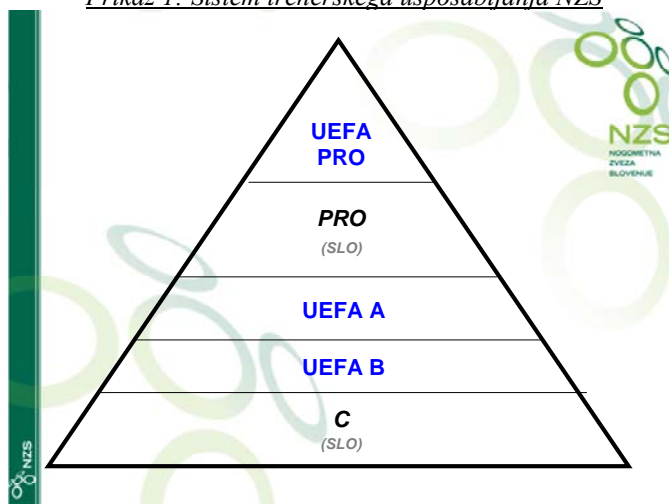 Prikaz 1: Sistem trenerskega usposabljanja NZS
UEFA
PRO
NZS
NOGOMETNA
ZVEZA
SLOVENIJE
PRO
(SLO)
UEFA A
UEFA B
C
(SLO)
NZS